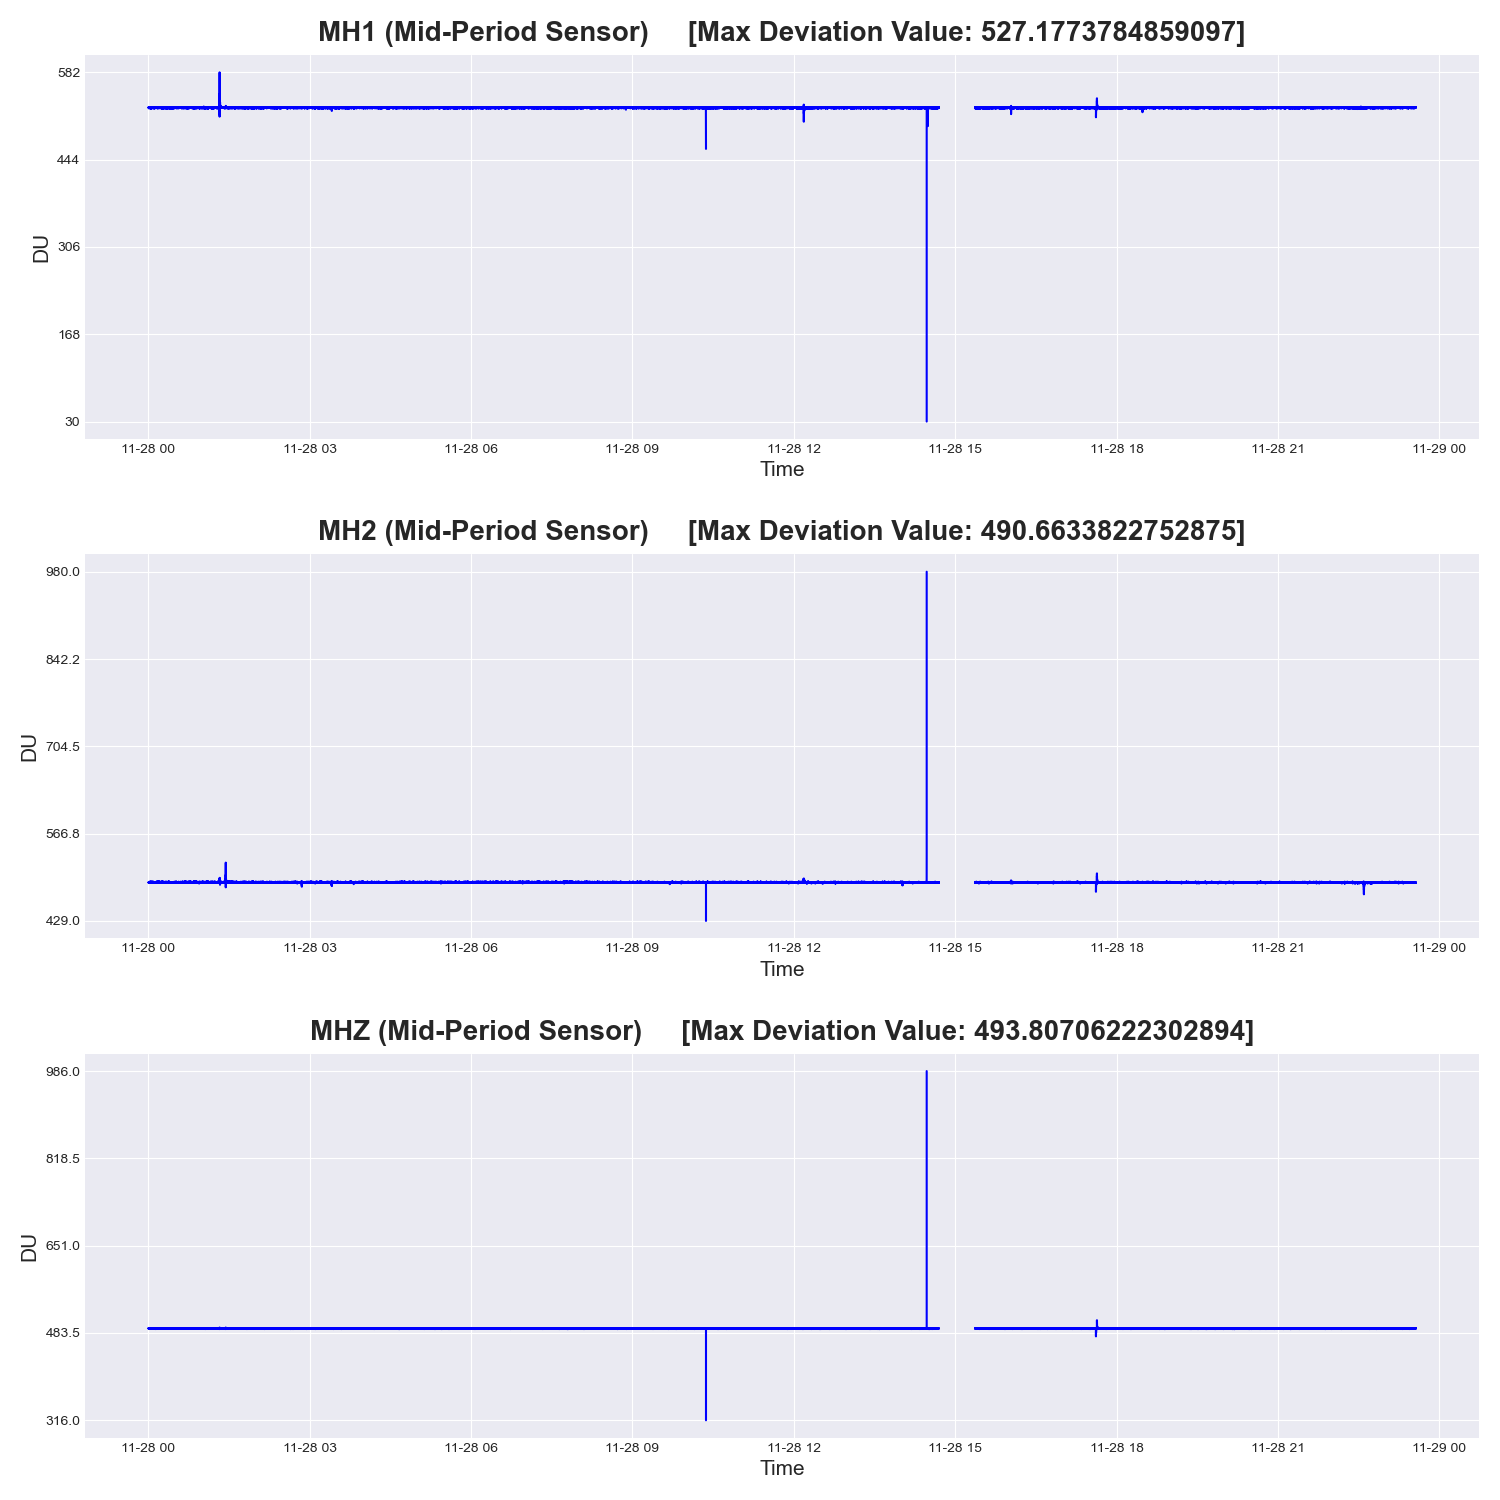 MH1 (Mid-Period Sensor) [Max Deviation Value: 527.1773784859097]
582
444
306
168
30
DU
11-28 00 11-28 03 11-28 06 11-28 09 11-28 12 11-28 15 11-28 18 11-28 21 11-29 00
Time
MH2 (Mid-Period Sensor) [Max Deviation Value: 490.6633822752875]
980.0
842.2
704.5
566.8
429.0
DU
11-28 00 11-28 03 11-28 06 11-28 09 11-28 12 11-28 15 11-28 18 11-28 21 11-29 00
Time
MHZ (Mid-Period Sensor) [Max Deviation Value: 493.80706222302894]
986.0
818.5
651.0
483.5
316.0
DU
11-28 00 11-28 03 11-28 06 11-28 09 11-28 12 11-28 15 11-28 18 11-28 21 11-29 00
Time